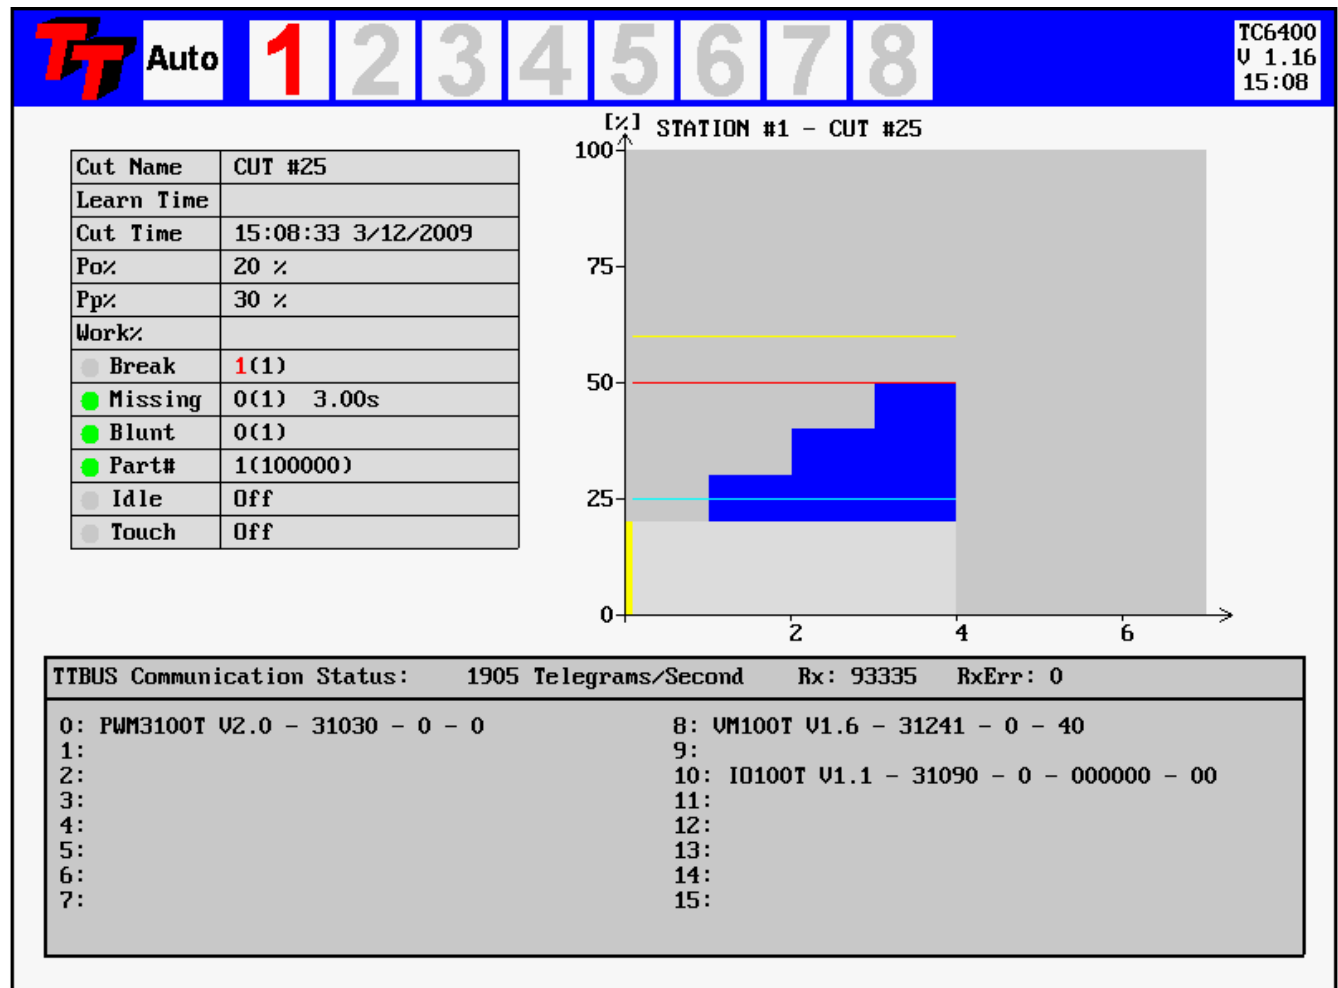 TT Auto 1 2 3 4 5 6 7 8
TC6400
V 1.16
15:08
Cut Name CUT #25
Learn Time
Cut Time 15:08:33 3/12/2009
Po% 20 %
Pp% 30 %
Work%
Break 1(1)
Missing 0(1) 3.00s
Blunt 0(1)
Part# 1(100000)
Idle Off
Touch Off
[%] STATION #1 - CUT #25
100
75
50
25
0
2 4 6
TTBUS Communication Status: 1905 Telegrams/Second Rx: 93335 RxErr: 0
0: PWM3100T V2.0 - 31030 - 0 - 0
1:
2:
3:
4:
5:
6:
7:
8: VM100T V1.6 - 31241 - 0 - 40
9:
10: IO100T V1.1 - 31090 - 0 - 000000 - 00
11:
12:
13:
14:
15: